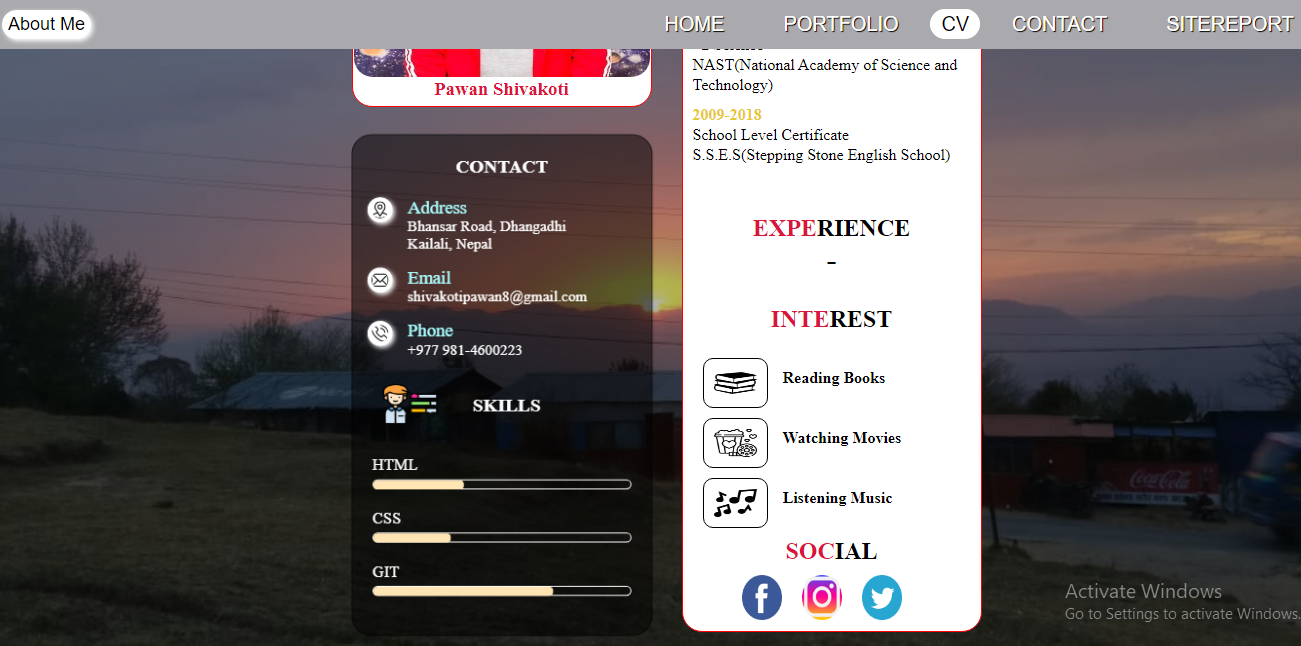 About Me
HOME
PORTFOLIO
CV
CONTACT
SITEREPORT
Pawan Shivakoti
CONTACT
Address
Bhansar Road, Dhangadhi
Kailali, Nepal
Email
shivakotipawan8@gmail.com
Phone
+977 981-4600223
SKILLS
HTML
CSS
GIT
NAST(National Academy of Science and
Technology)
2009-2018
School Level Certificate
S.S.E.S(Stepping Stone English School)
EXPERIENCE
-
INTEREST
Reading Books
Watching Movies
Listening Music
SOCIAL
Coca-Cola
Activate Windows
Go to Settings to activate Windows.